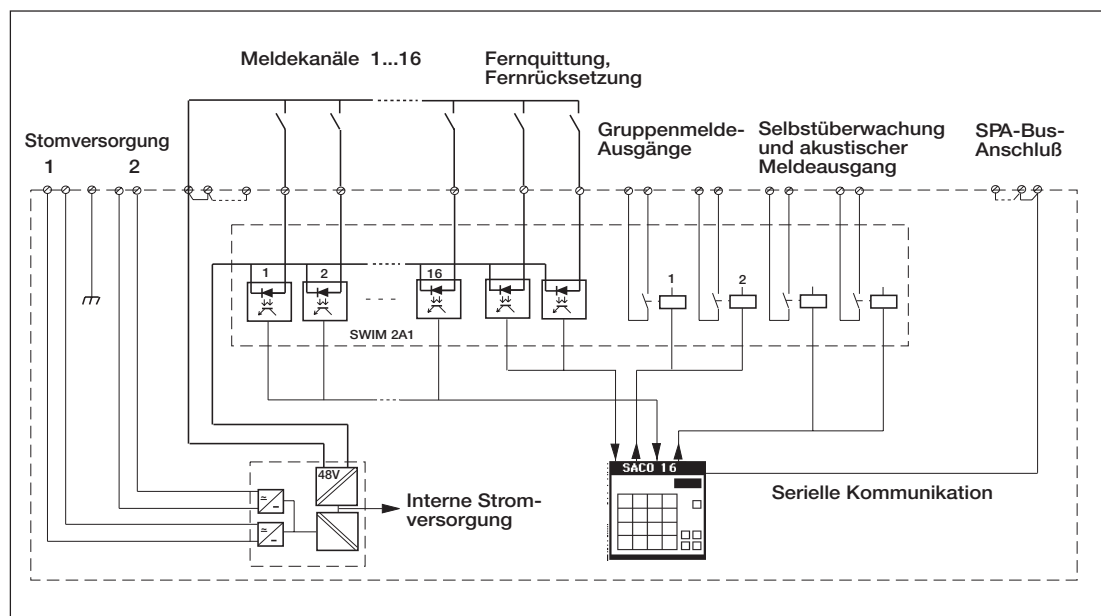 Meldekanäle 1...16
Fernquittung,
Fernrücksetzung
Stomversorgung
1 2
Gruppenmelde-
Ausgänge
Selbstüberwachung
und akustischer
Meldeausgang
SPA-Bus-
Anschluß
1
2
16
1
2
SWIM 2A1
48V
Interne Strom-
versorgung
SACO 16
Serielle Kommunikation